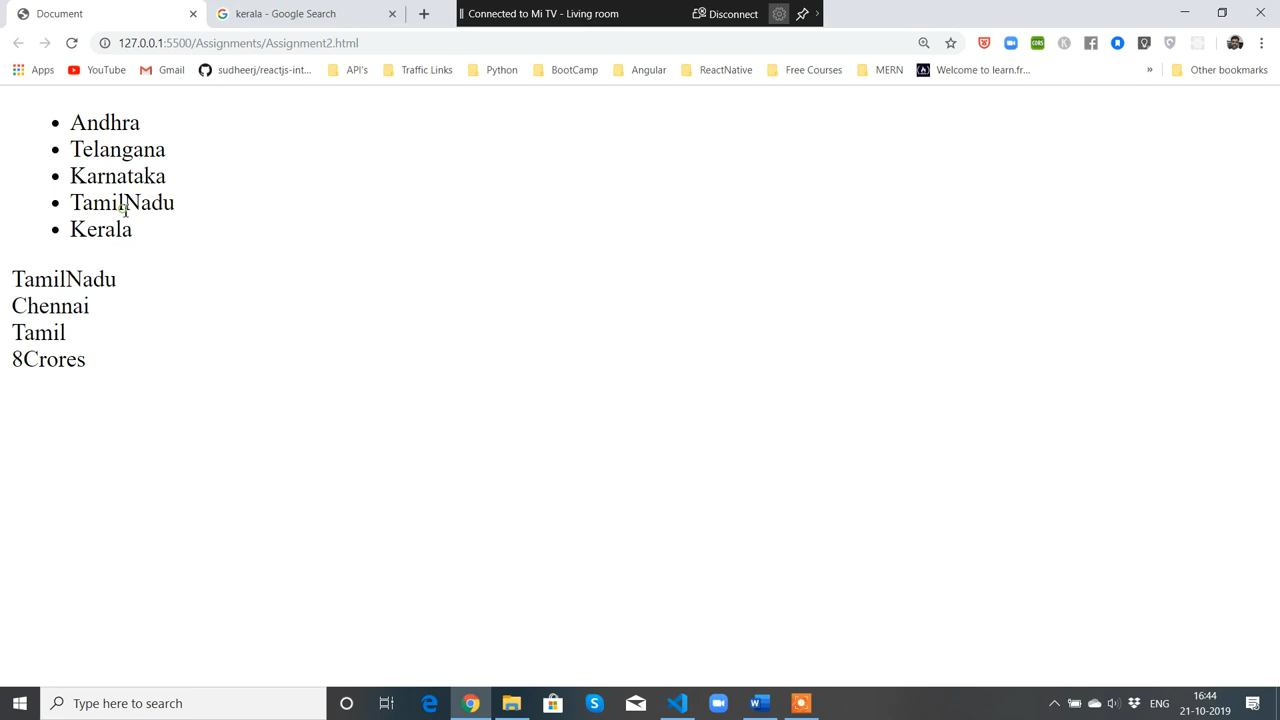 Document
kerala - Google Search
Connected to Mi TV - Living room
Disconnect
127.0.0.1:5500/Assignments/Assignment2.html
Apps
YouTube
Gmail
sudheerj/reactjs-int...
API's
Traffic Links
Python
BootCamp
Angular
ReactNative
Free Courses
MERN
Welcome to learn.fr...
»
Other bookmarks
• Andhra
• Telangana
• Karnataka
• TamilNadu
• Kerala
TamilNadu
Chennai
Tamil
8Crores
Type here to search
ENG
16:44
21-10-2019